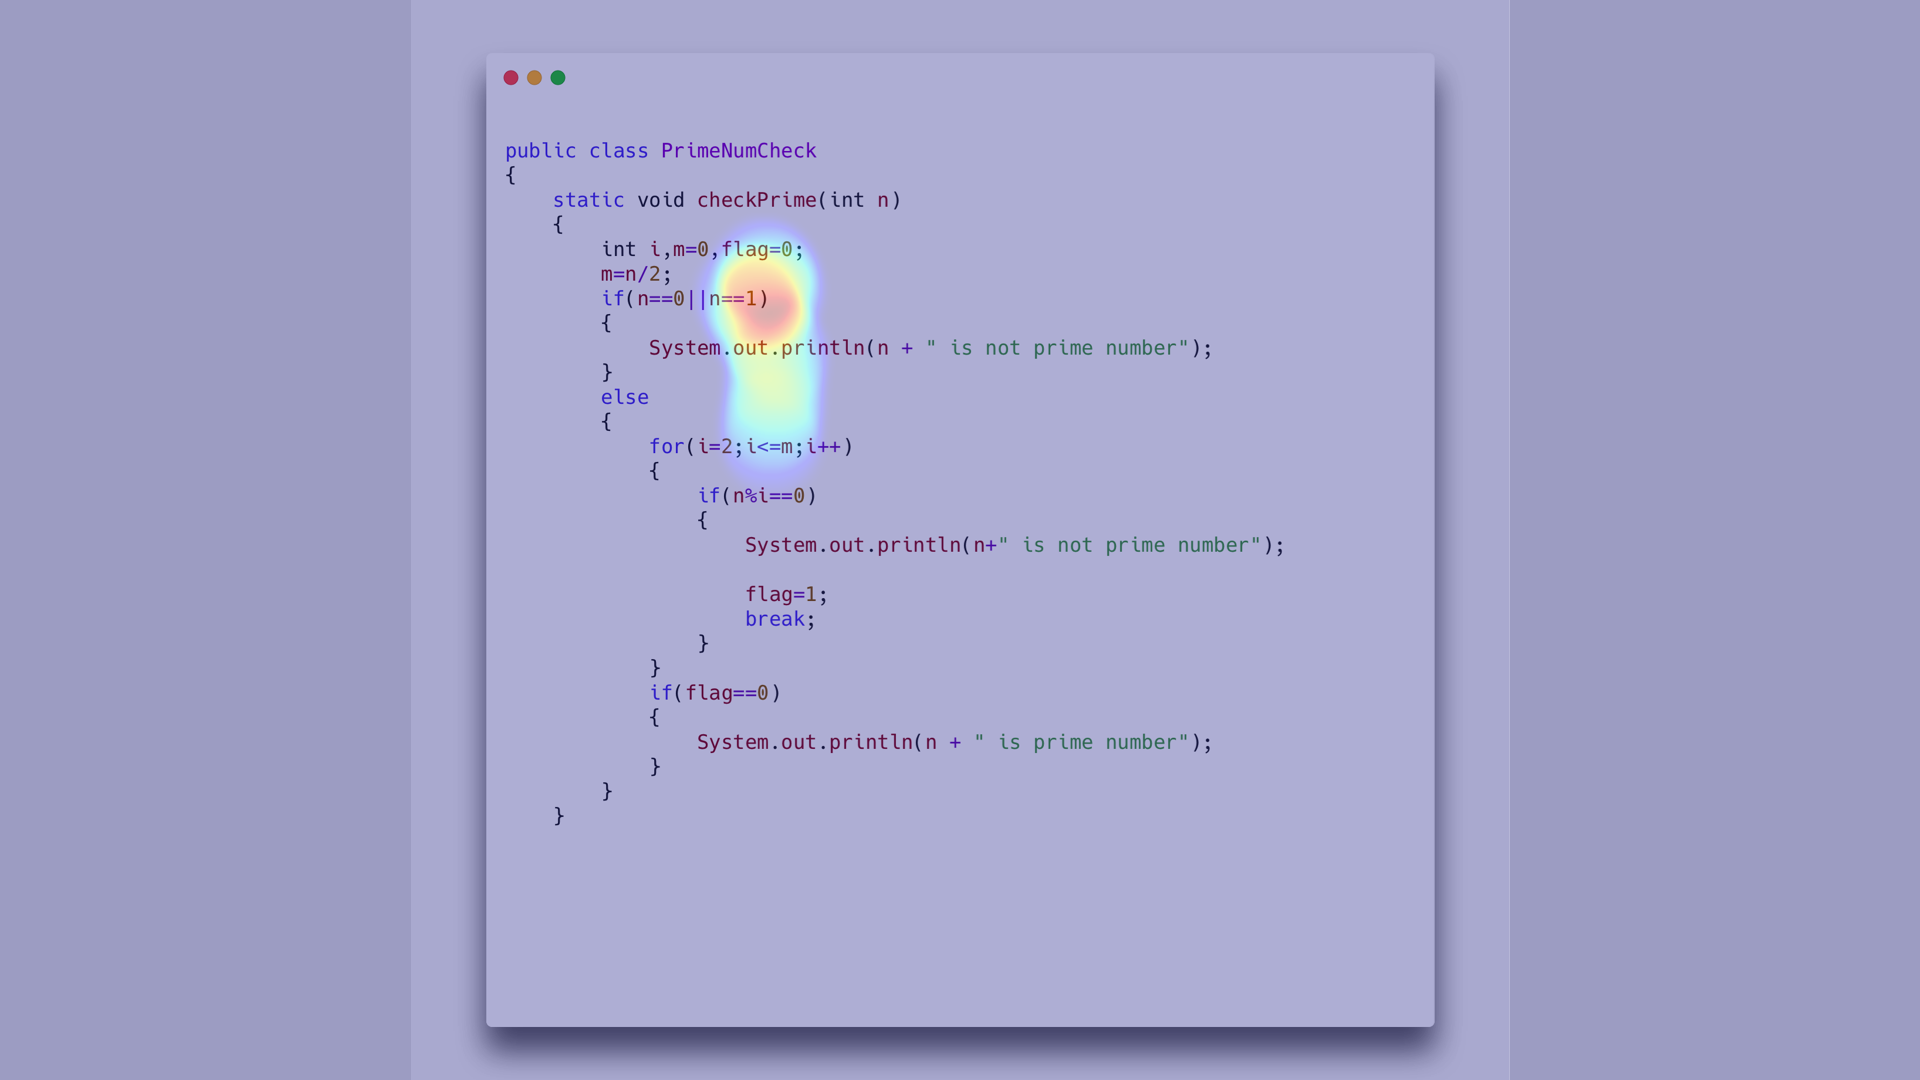 public class PrimeNumCheck
{
    static void checkPrime(int n)
    {
        int i,m=0,flag=0;
        m=n/2;
        if(n==0||n==1)
        {
            System.out.println(n + " is not prime number");
        }
        else
        {
            for(i=2;i<=m;i++)
            {
                if(n%i==0)
                {
                    System.out.println(n+" is not prime number");

                    flag=1;
                    break;
                }
            }
            if(flag==0)
            {
                System.out.println(n + " is prime number");
            }
        }
    }